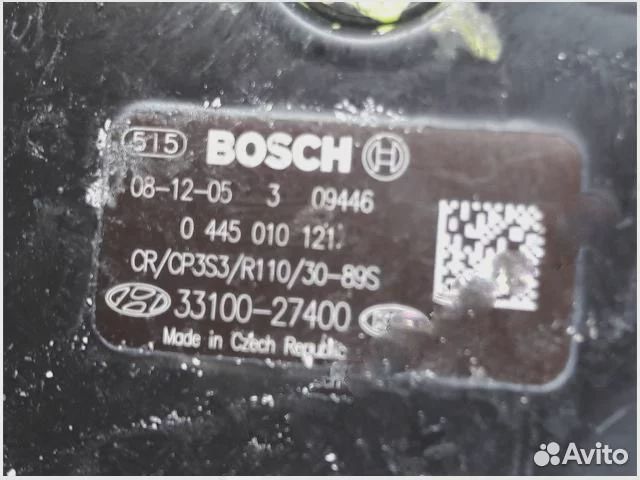 515 BOSCH
08-12-05 3 09446
0 445 010 121
CR/CP3S3/R110/30-89S
33100-27400
Made in Czech Republic
Avito